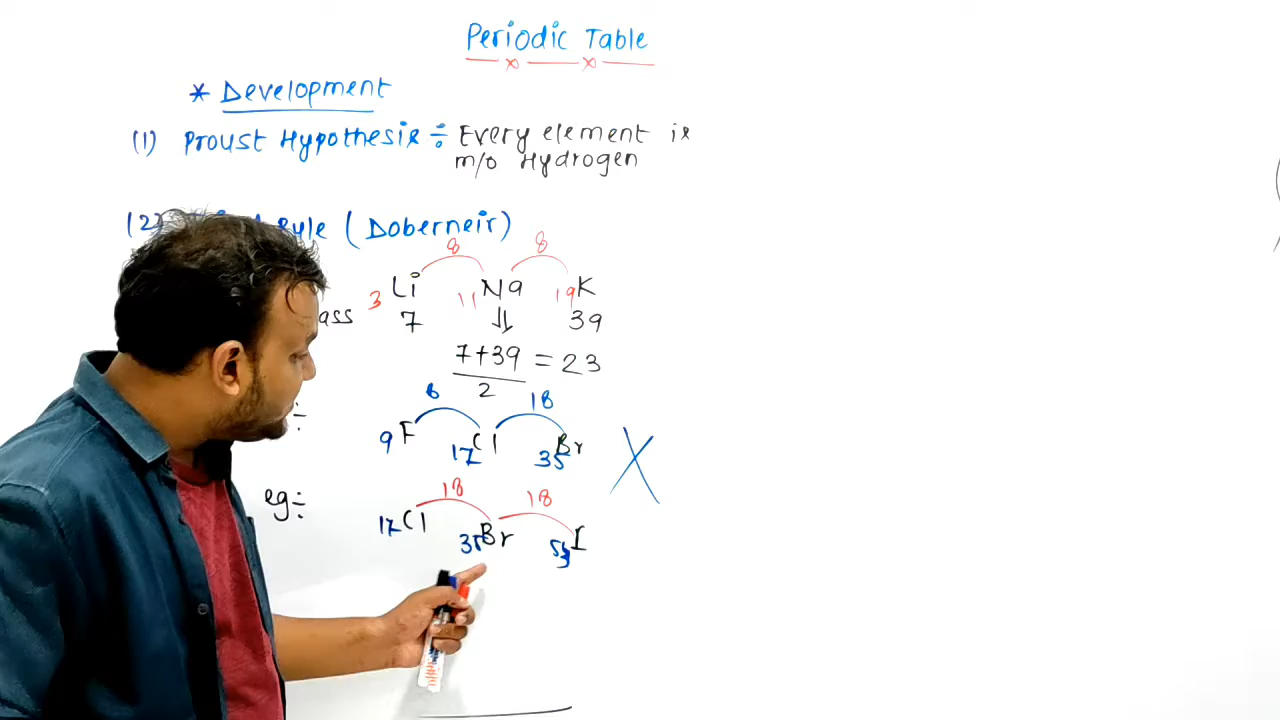 Periodic Table
* Development
(1) Proust Hypothesis ÷ Every element is
m/o Hydrogen
(2) Rule (Doberneir)
8 8
3 Li 11 Na 19 K
ass 7 39
7+39 / 2 = 23
8 18
÷ 9 F 17 Cl 35 Br X
18 18
eg÷ 17 Cl 35 Br 53 I